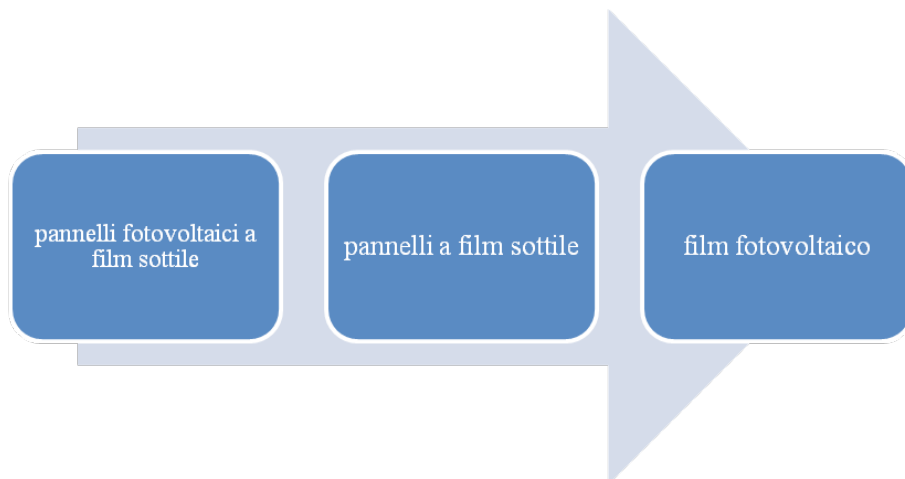 pannelli fotovoltaici a
film sottile
pannelli a film sottile
film fotovoltaico